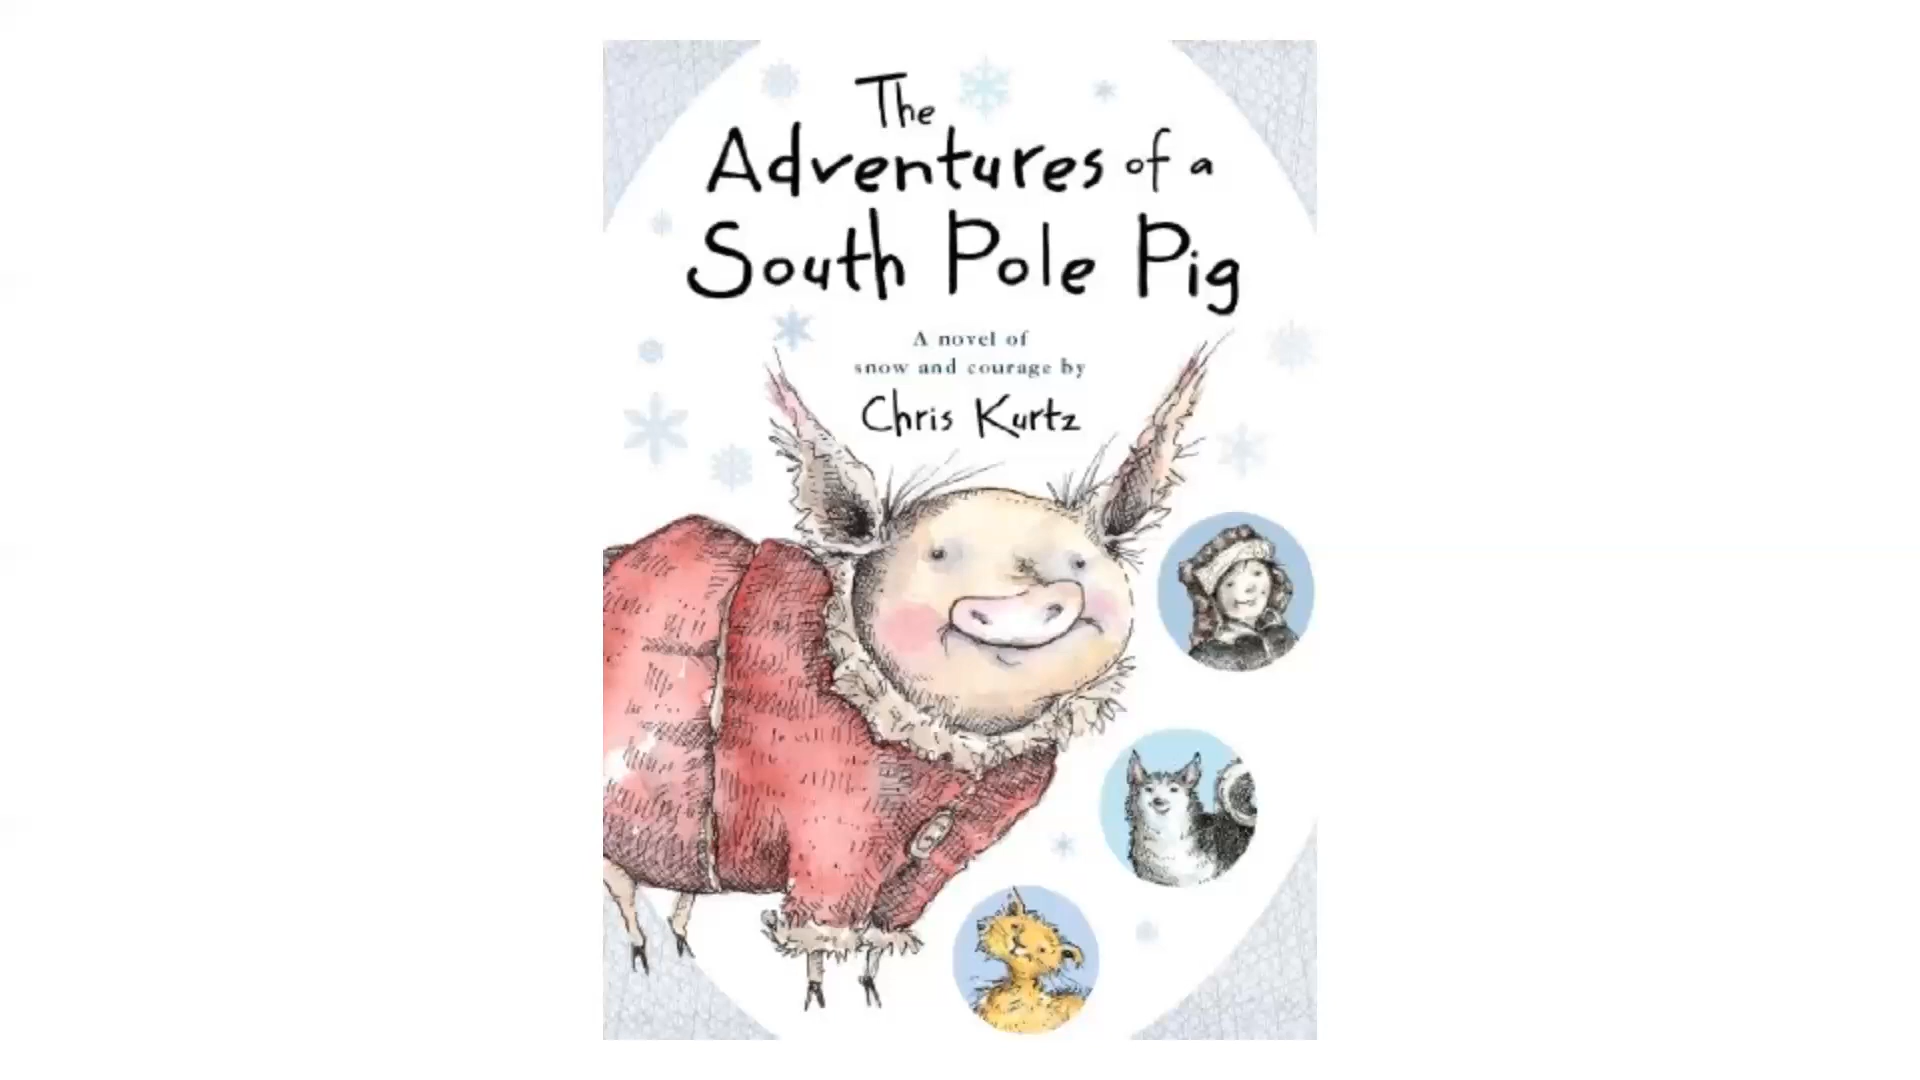 The
Adventures of a
South Pole Pig
A novel of
snow and courage by
Chris Kurtz